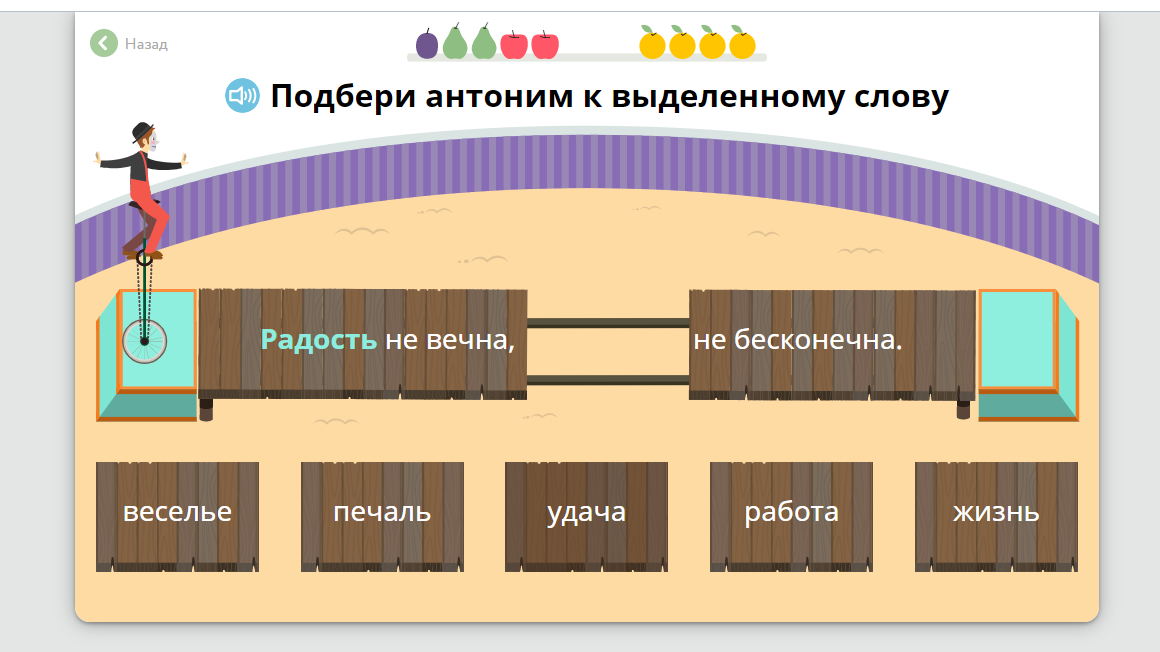 Назад
Подбери антоним к выделенному слову
Радость не вечна, не бесконечна.
веселье печаль удача работа жизнь